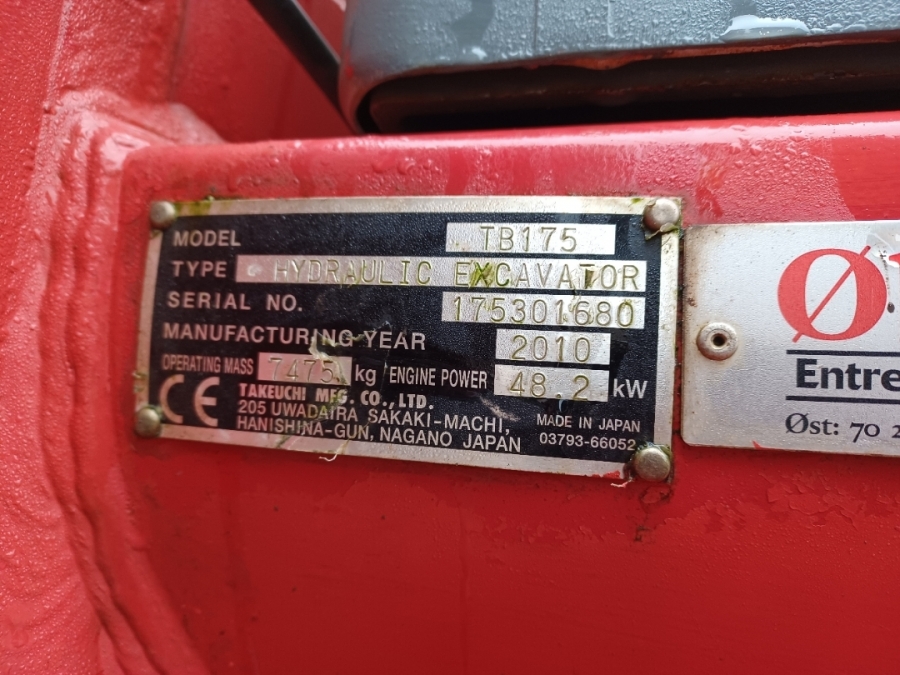 MODEL TB175
TYPE HYDRAULIC EXCAVATOR
SERIAL NO. 175301680
MANUFACTURING YEAR 2010
OPERATING MASS 7475 kg ENGINE POWER 48.2 kW
CE TAKEUCHI MFG. CO., LTD.
205 UWADAIRA SAKAKI-MACHI,
HANISHINA-GUN, NAGANO JAPAN
MADE IN JAPAN
03793-66052
Ø
Entre
Øst: 70 2